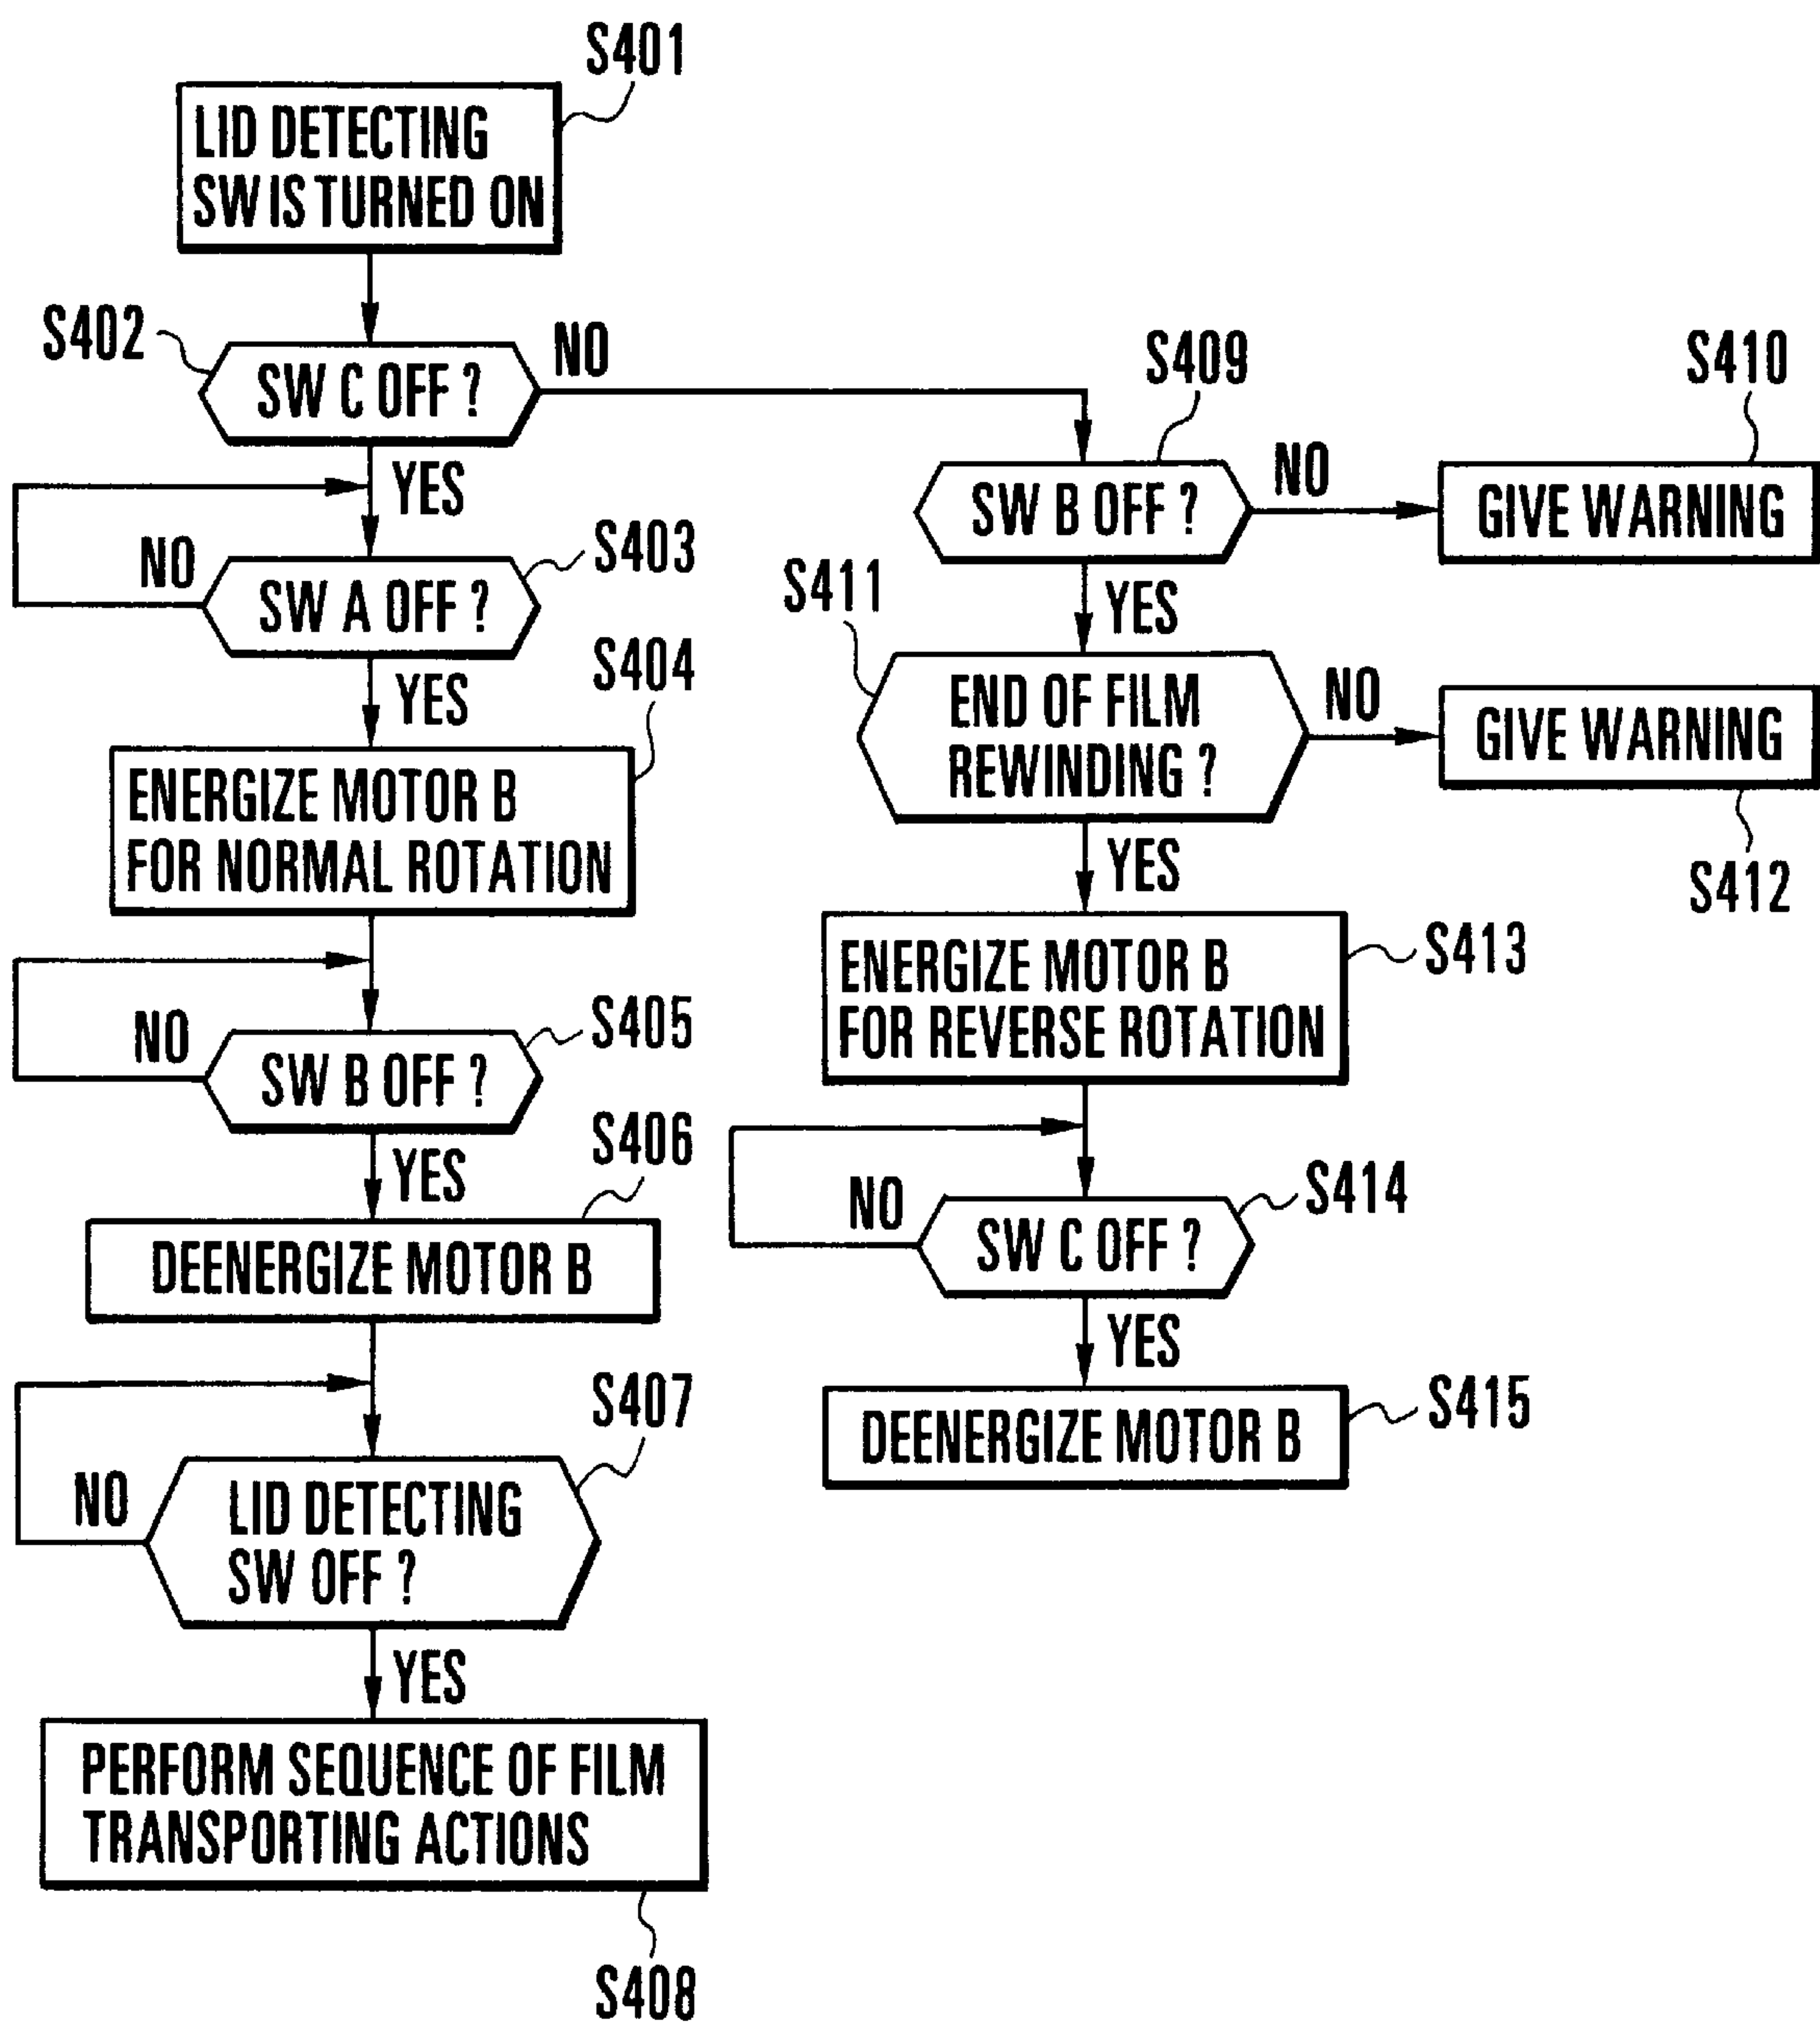 S401
LID DETECTING
SW IS TURNED ON
S402
SW C OFF ?
NO
YES
NO
S403
SW A OFF ?
YES
S404
ENERGIZE MOTOR B
FOR NORMAL ROTATION
NO
S405
SW B OFF ?
YES
S406
DEENERGIZE MOTOR B
S407
NO
LID DETECTING
SW OFF ?
YES
PERFORM SEQUENCE OF FILM
TRANSPORTING ACTIONS
S408
S409
SW B OFF ?
NO
S410
GIVE WARNING
YES
S411
END OF FILM
REWINDING ?
NO
GIVE WARNING
S412
YES
ENERGIZE MOTOR B
FOR REVERSE ROTATION
S413
NO
SW C OFF ?
S414
YES
DEENERGIZE MOTOR B
S415